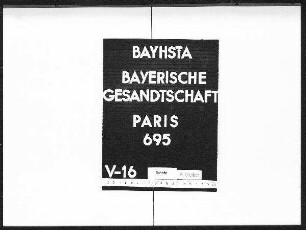 BAYHSTA
BAYERISCHE
GESANDTSCHAFT
PARIS
695
V-16